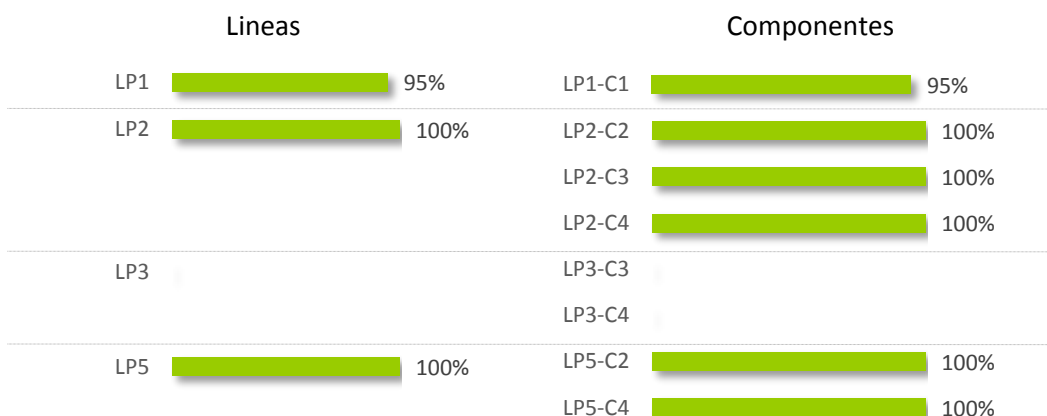 Lineas Componentes
LP1 95% LP1-C1 95%
LP2 100% LP2-C2 100%
LP2-C3 100%
LP2-C4 100%
LP3 LP3-C3
LP3-C4
LP5 100% LP5-C2 100%
LP5-C4 100%